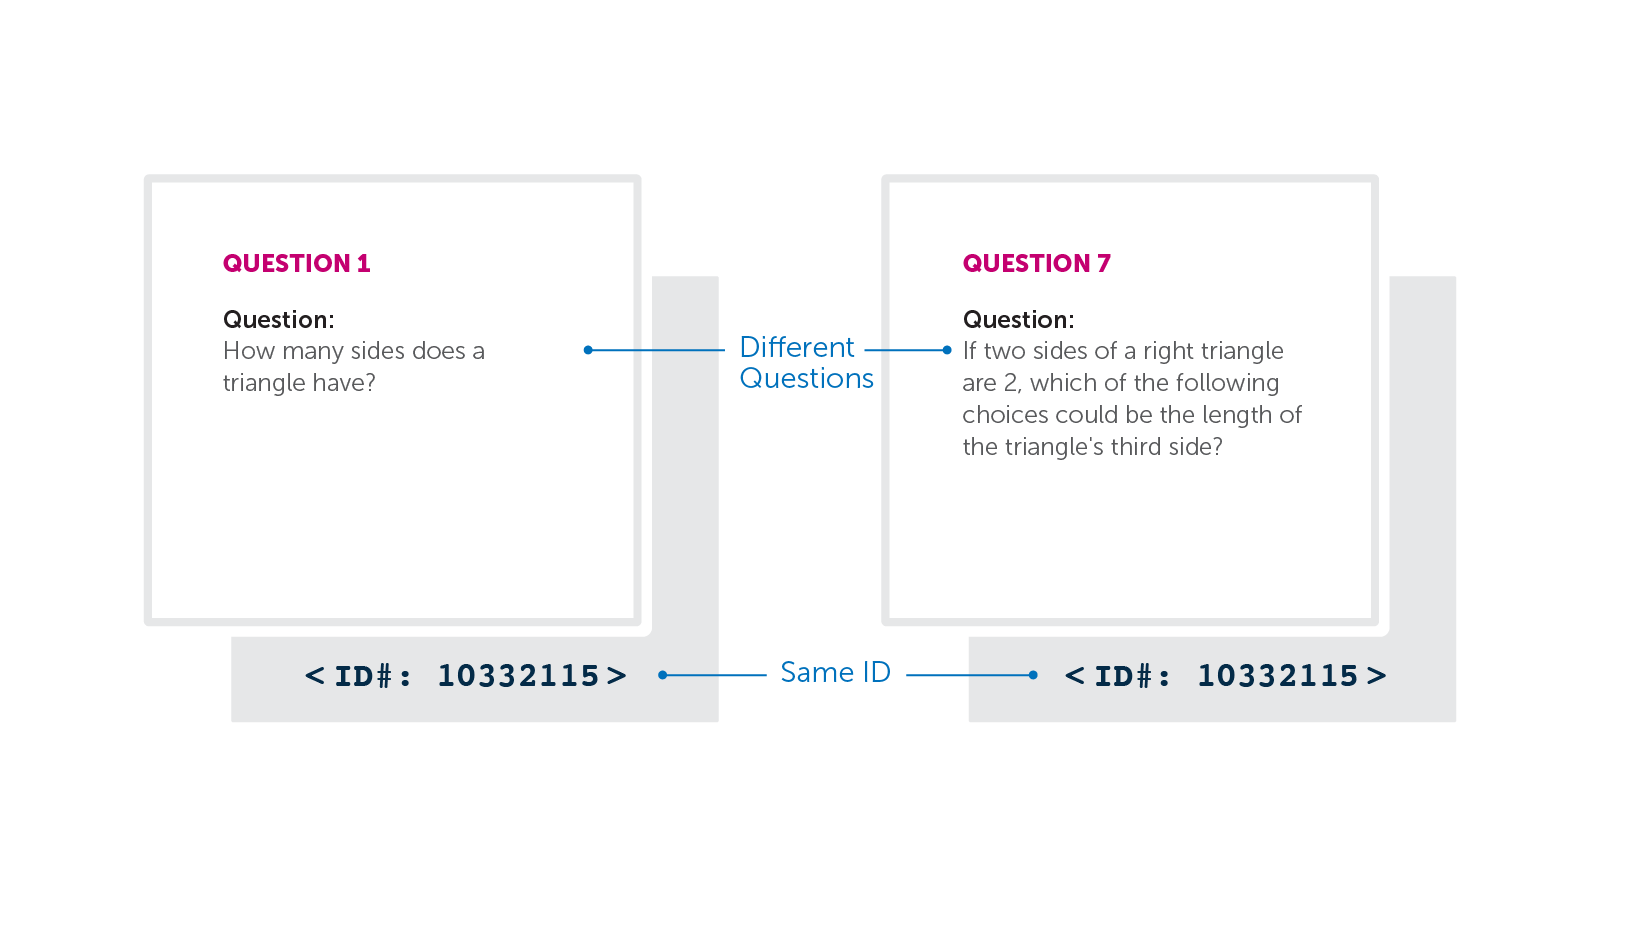 QUESTION 1
Question:
How many sides does a
triangle have?
Different
Questions
QUESTION 7
Question:
If two sides of a right triangle
are 2, which of the following
choices could be the length of
the triangle's third side?
<ID#: 10332115>
Same ID
<ID#: 10332115>